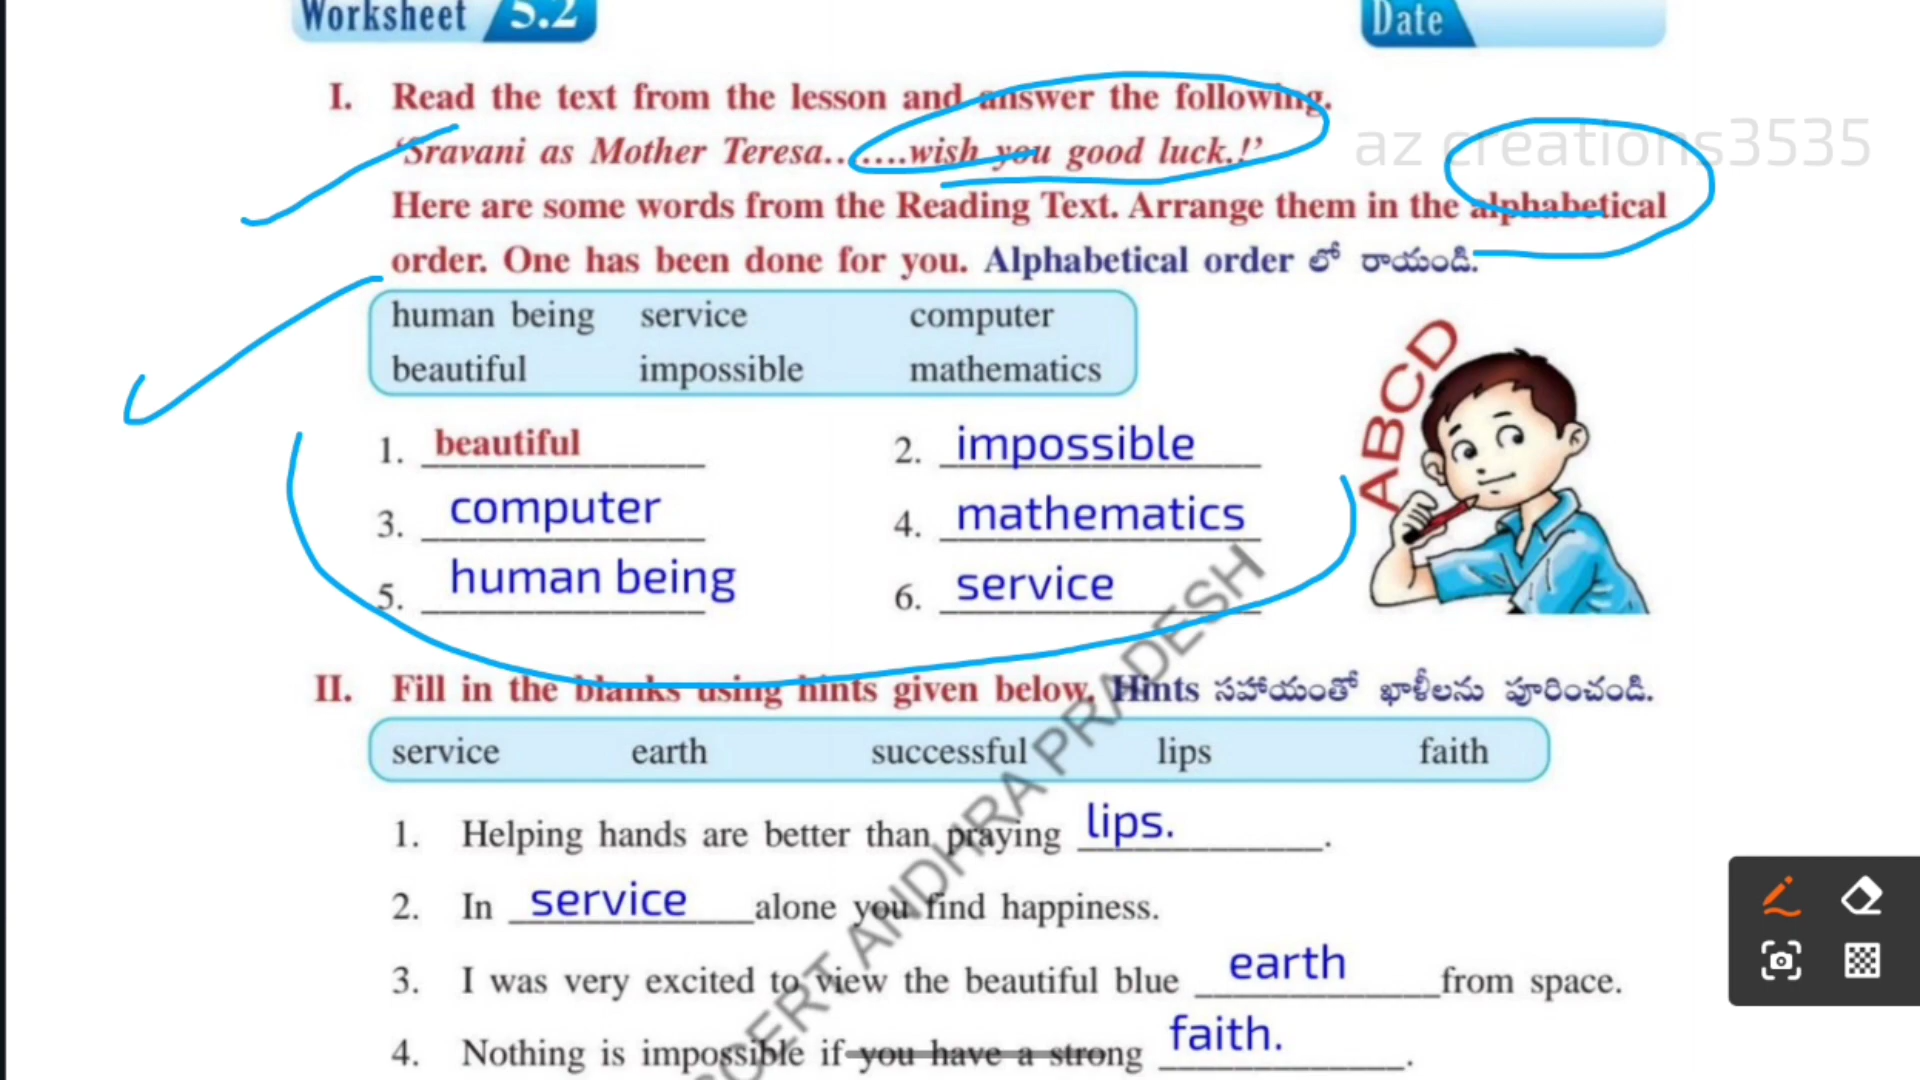 Worksheet 5.2 Date
I. Read the text from the lesson and answer the following.
'Sravani as Mother Teresa.......wish you good luck.!'
az creations3535
Here are some words from the Reading Text. Arrange them in the alphabetical
order. One has been done for you. Alphabetical order లో రాయండి.
human being service computer
beautiful impossible mathematics
ABCD
1. beautiful 2. impossible
3. computer 4. mathematics
5. human being 6. service
II. Fill in the blanks using hints given below. Hints సహాయంతో ఖాళీలను పూరించండి.
service earth successful lips faith
1. Helping hands are better than praying lips. .
2. In service alone you find happiness.
3. I was very excited to view the beautiful blue earth from space.
4. Nothing is impossible if you have a strong faith. .
SCERT ANDHRA PRADESH